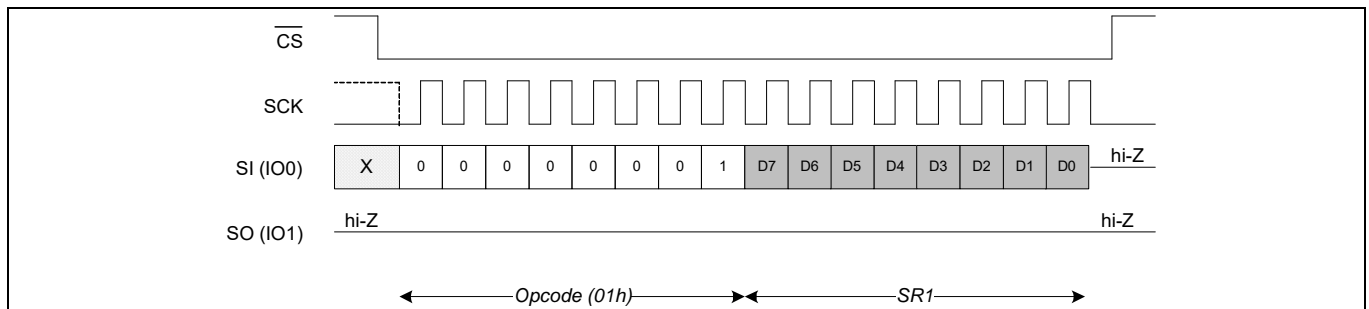 CS
SCK
SI (IO0) X 0 0 0 0 0 0 0 1 D7 D6 D5 D4 D3 D2 D1 D0 hi-Z
SO (IO1) hi-Z hi-Z
Opcode (01h) SR1